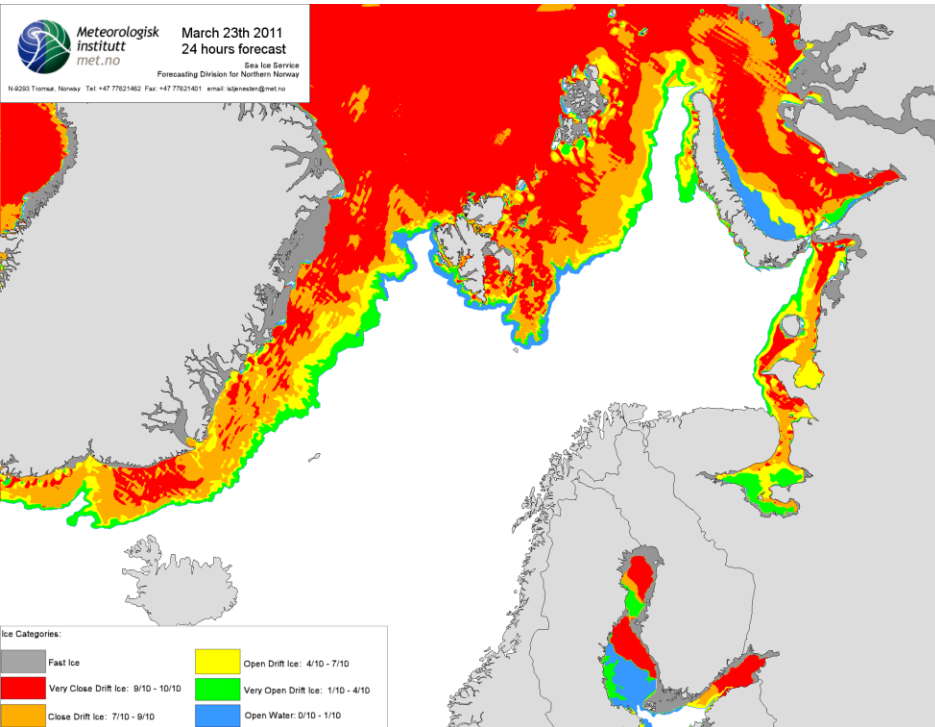 Meteorologisk
institutt
met.no
March 23th 2011
24 hours forecast
Sea Ice Service
Forecasting Division for Northern Norway
N-9293 Tromsø, Norway Tel: +47 77621462 Fax: +47 77621401 email: istjenesten@met.no
Ice Categories:
Fast Ice
Very Close Drift Ice: 9/10 - 10/10
Close Drift Ice: 7/10 - 9/10
Open Drift Ice: 4/10 - 7/10
Very Open Drift Ice: 1/10 - 4/10
Open Water: 0/10 - 1/10